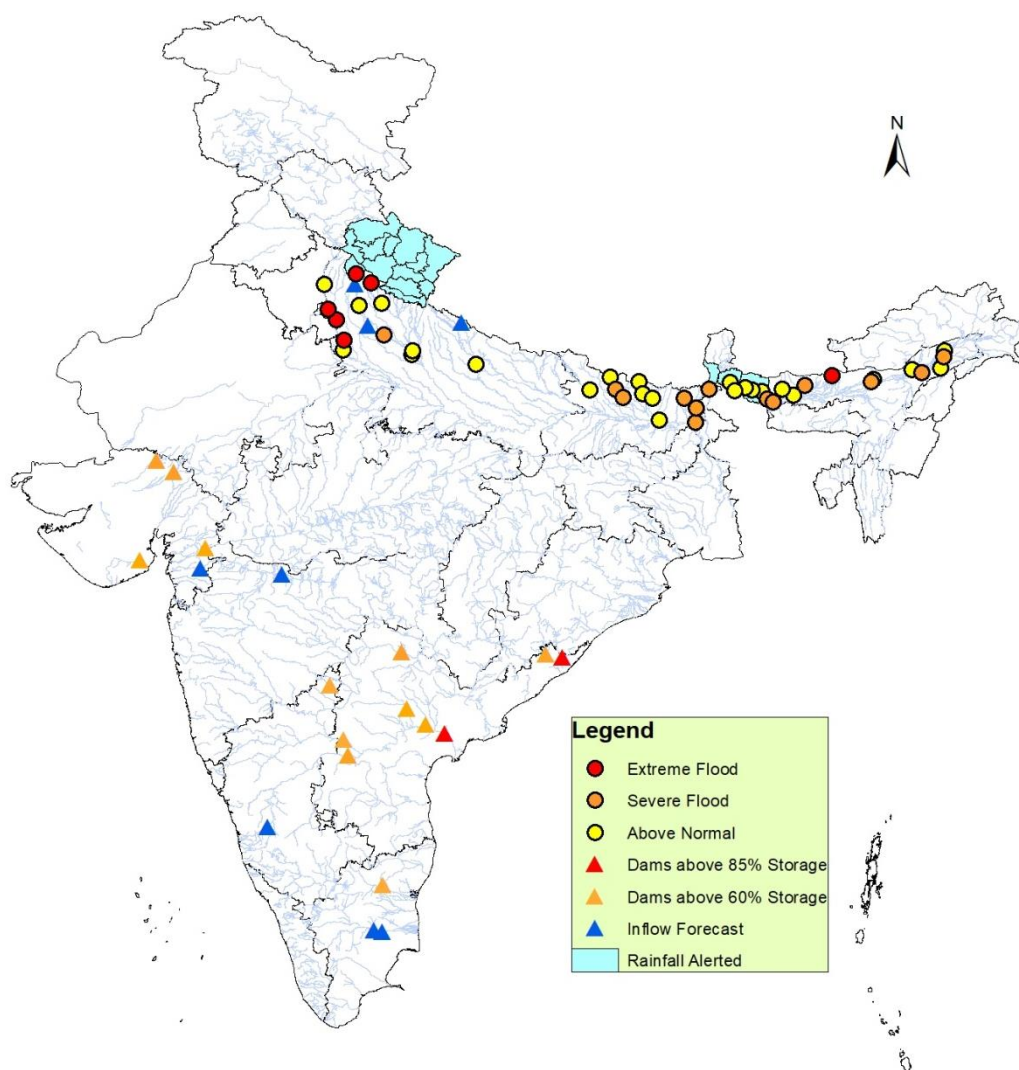 N
Legend
Extreme Flood
Severe Flood
Above Normal
Dams above 85% Storage
Dams above 60% Storage
Inflow Forecast
Rainfall Alerted